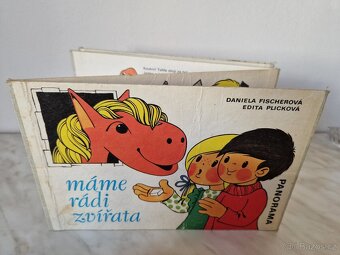 DANIELA FISCHEROVÁ
EDITA PLICKOVÁ
máme
rádi
zvířata
PANORAMA